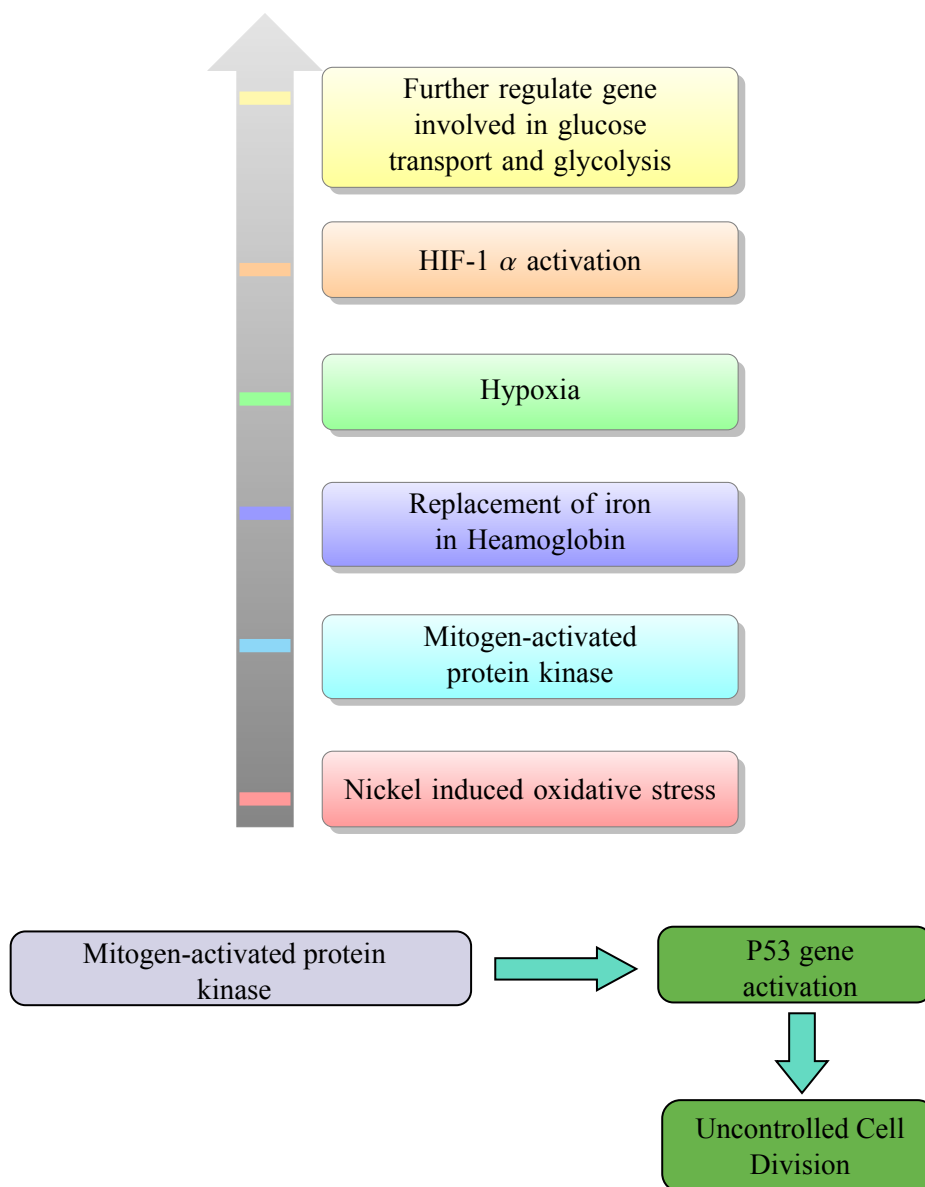 Further regulate gene
involved in glucose
transport and glycolysis
HIF-1 α activation
Hypoxia
Replacement of iron
in Heamoglobin
Mitogen-activated
protein kinase
Nickel induced oxidative stress
Mitogen-activated protein
kinase
P53 gene
activation
Uncontrolled Cell
Division